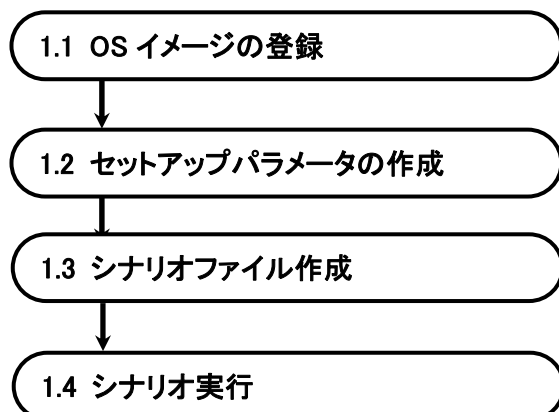 1.1 OS イメージの登録
1.2 セットアップパラメータの作成
1.3 シナリオファイル作成
1.4 シナリオ実行